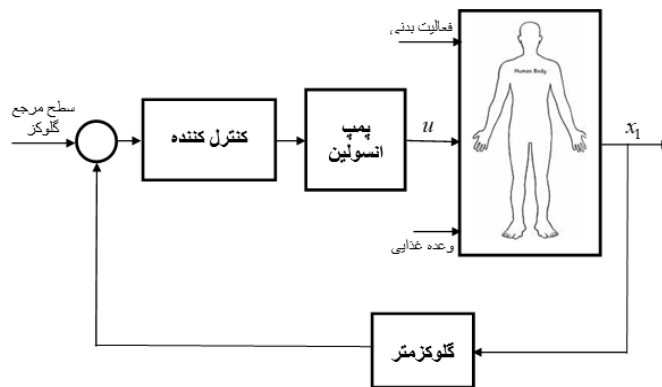 فعالیت بدنی
Human Body
سطح مرجع
گلوکز
کنترل کننده
پمپ
انسولین
u
x₁
وعده غذایی
گلوکزمتر